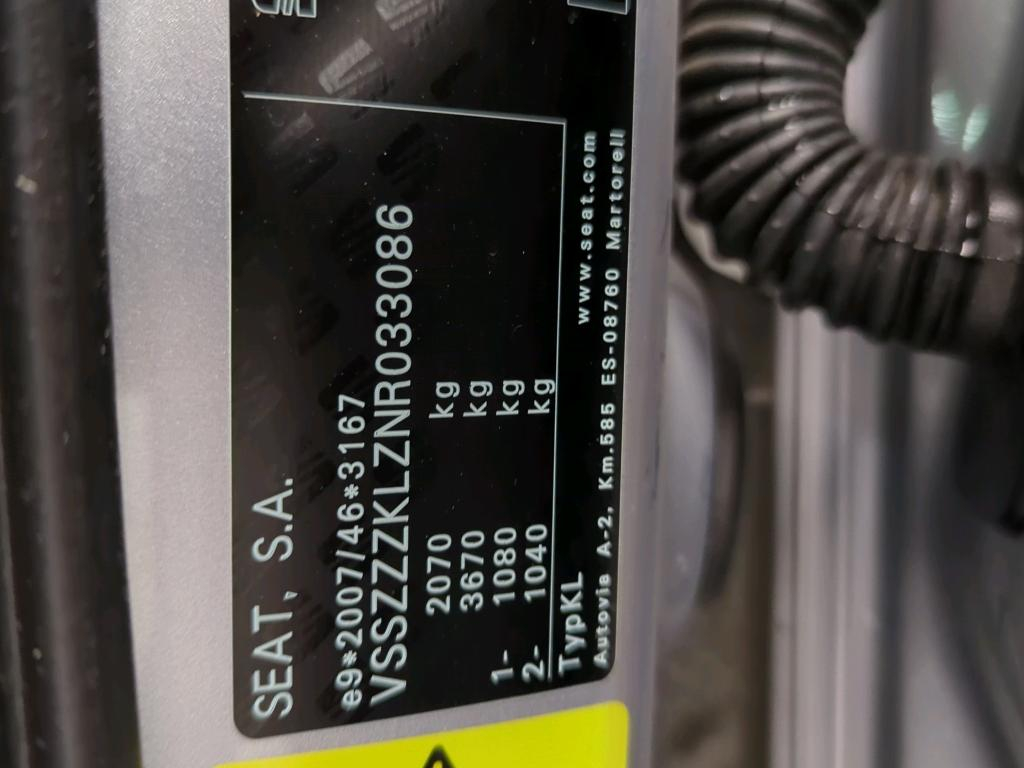 SEAT, S.A.
e9*2007/46*3167
VSSZZZKLZNR033086
2070 kg
3670 kg
1- 1080 kg
2- 1040 kg
TypKL www.seat.com
Autovia A-2, Km.585 ES-08760 Martorell